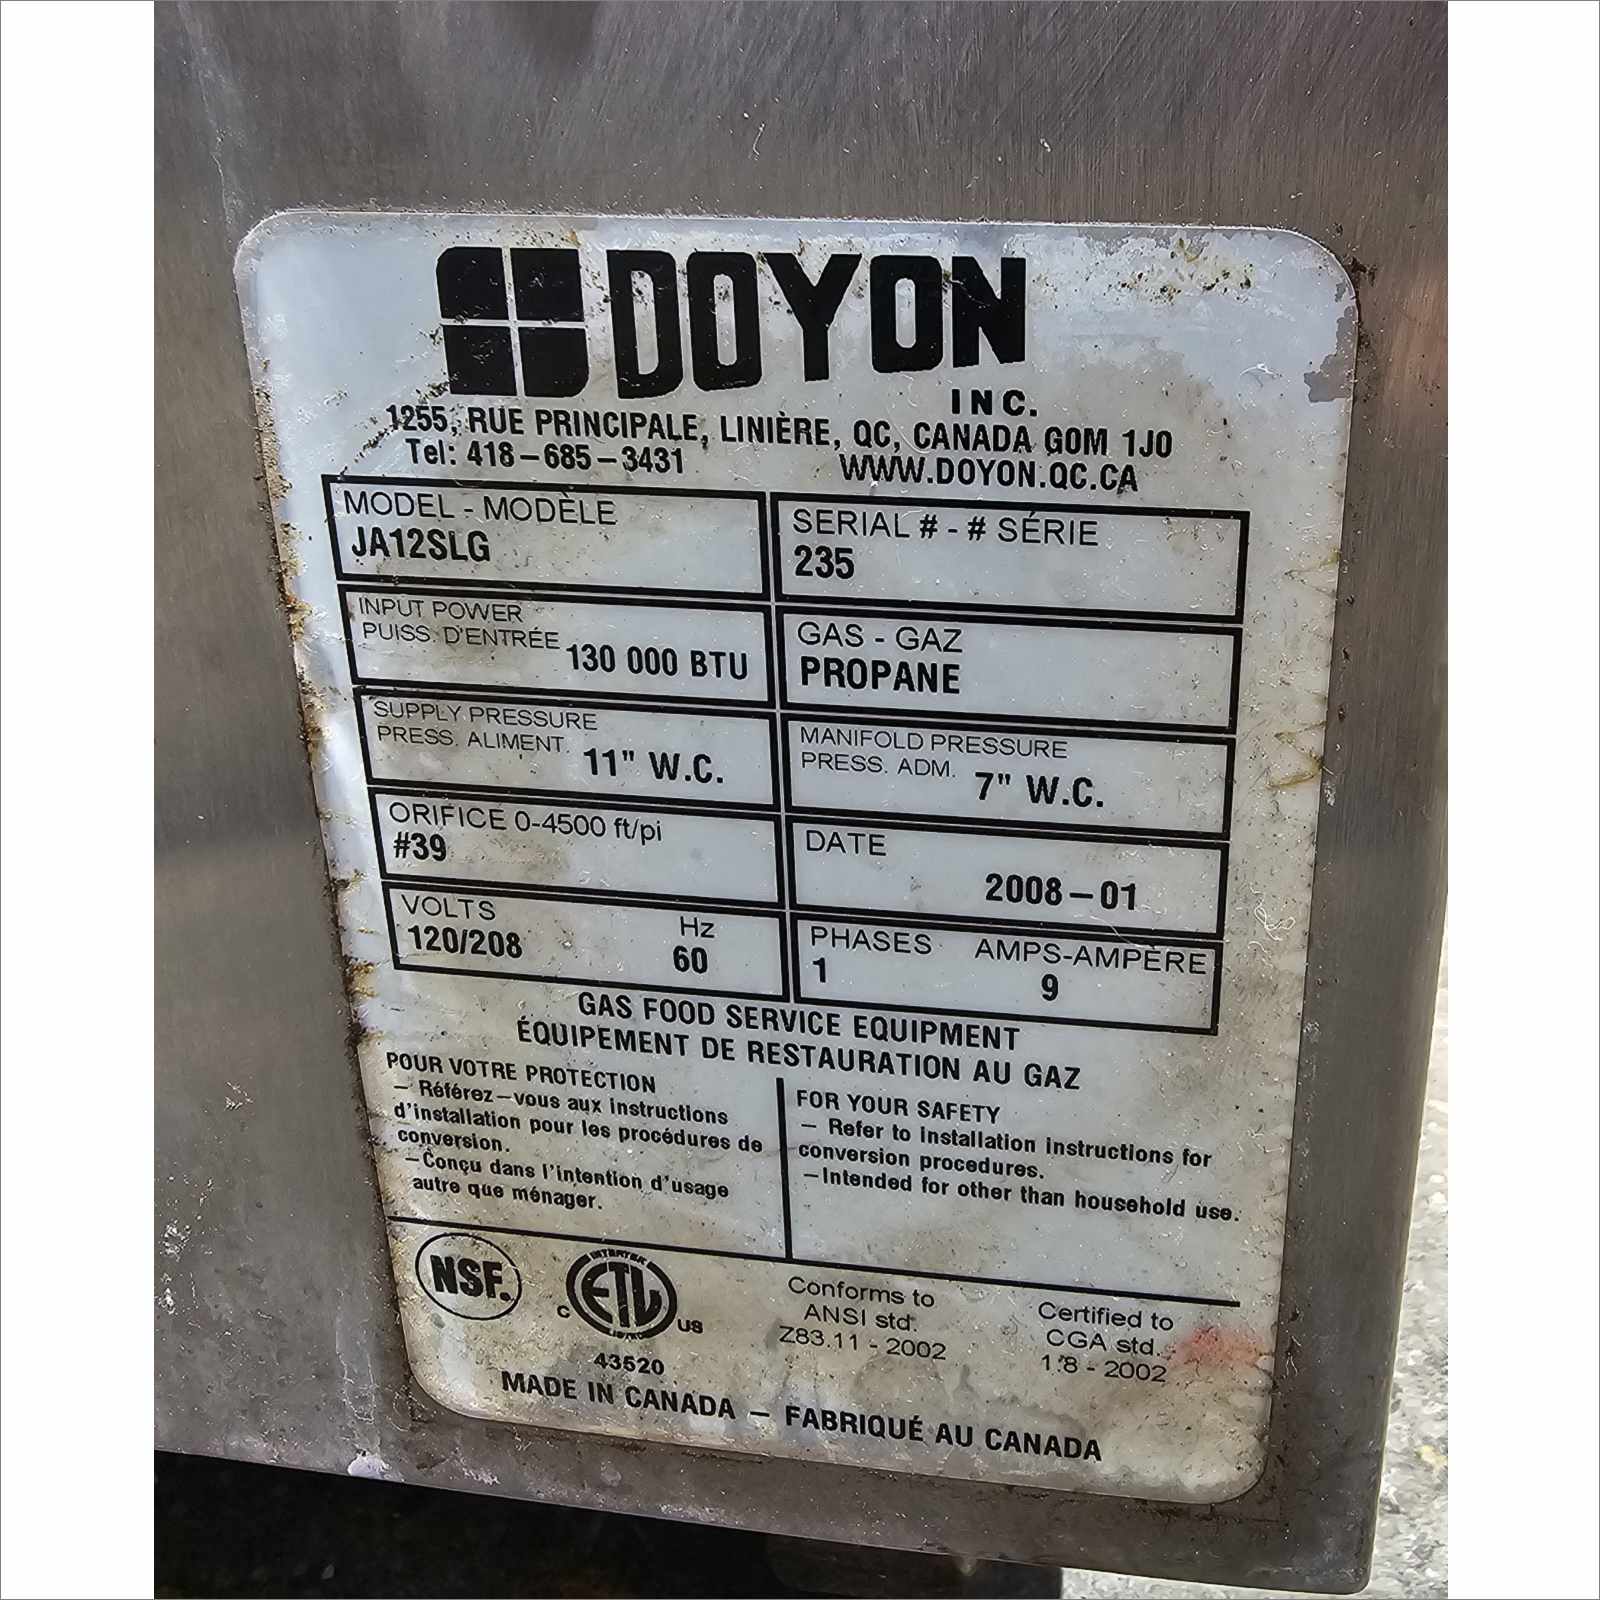 DOYON
INC.
1255, RUE PRINCIPALE, LINIÈRE, QC, CANADA G0M 1J0
Tel: 418-685-3431 WWW.DOYON.QC.CA
MODEL - MODÈLE
JA12SLG
SERIAL # - # SÉRIE
235
INPUT POWER
PUISS. D'ENTRÉE 130 000 BTU
GAS - GAZ
PROPANE
SUPPLY PRESSURE
PRESS. ALIMENT. 11" W.C.
MANIFOLD PRESSURE
PRESS. ADM. 7" W.C.
ORIFICE 0-4500 ft/pi
#39
DATE
2008-01
VOLTS Hz
120/208 60
PHASES AMPS-AMPÈRE
1 9
GAS FOOD SERVICE EQUIPMENT
ÉQUIPEMENT DE RESTAURATION AU GAZ
POUR VOTRE PROTECTION
- Référez-vous aux instructions
d'installation pour les procédures de
conversion.
-Conçu dans l'intention d'usage
autre que ménager.
FOR YOUR SAFETY
- Refer to installation instructions for
conversion procedures.
-Intended for other than household use.
NSF.
INTERTEK
ETL
LISTED
C US
43520
Conforms to
ANSI std.
Z83.11 - 2002
Certified to
CGA std.
1.8 - 2002
MADE IN CANADA - FABRIQUÉ AU CANADA